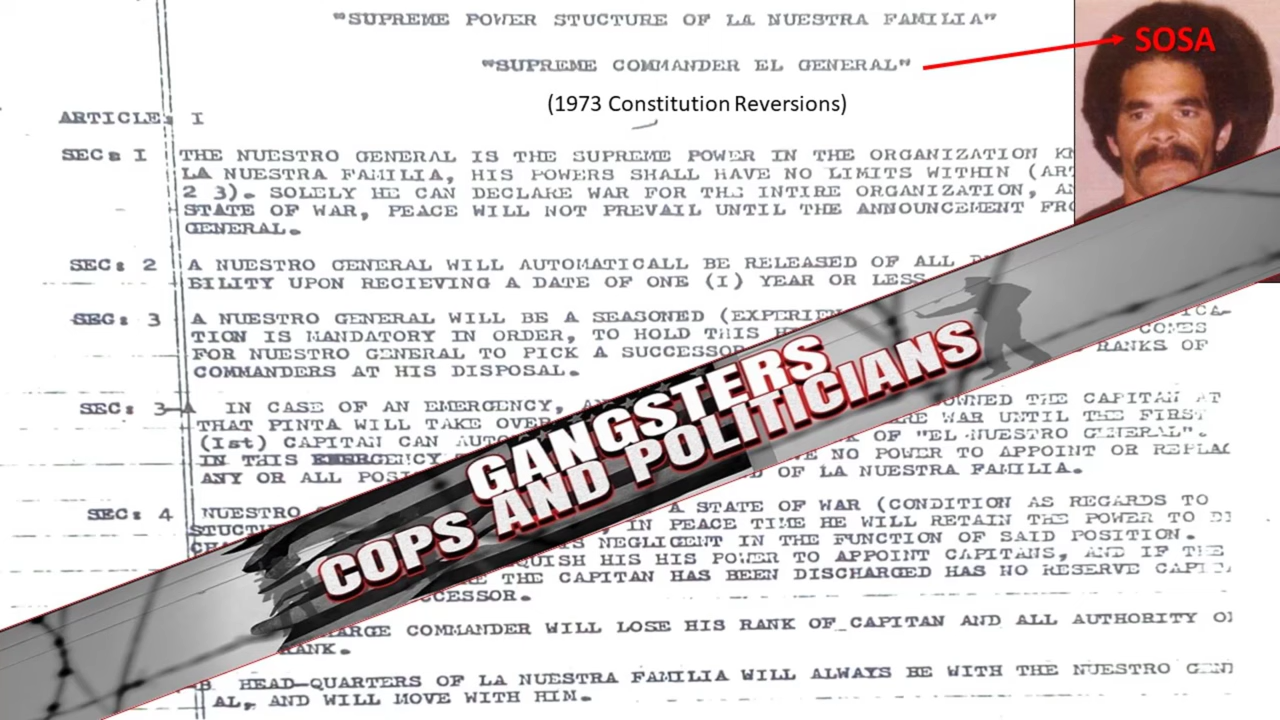 "SUPREME POWER STUCTURE OF LA NUESTRA FAMILIA"
SOSA
"SUPREME COMMANDER EL GENERAL"
(1973 Constitution Reversions)
ARTICLE: I
SEC: I THE NUESTRO GENERAL IS THE SUPREME POWER IN THE ORGANIZATION
LA NUESTRA FAMILIA, HIS POWERS SHALL HAVE NO LIMITS WITHIN
2 3). SOLELY HE CAN DECLARE WAR FOR THE INTIRE ORGANIZATION,
STATE OF WAR, PEACE WILL NOT PREVAIL UNTIL THE ANNOUNCEMENT
GENERAL.
SEC: 2 A NUESTRO GENERAL WILL AUTOMATICALL BE RELEASED OF ALL
BILITY UPON RECIEVING A DATE OF ONE (I) YEAR OR LESS
SEC: 3 A NUESTRO GENERAL WILL BE A SEASONED
TION IS MANDATORY IN ORDER, TO HOLD THIS COMES
FOR NUESTRO GENERAL TO PICK A SUCCESSOR RANKS OF
COMMANDERS AT HIS DISPOSAL.
SEC: 3-A IN CASE OF AN EMERGENCY, THE CAPITAN AT
THAT PINTA WILL TAKE OVER WAR UNTIL THE FIRST
(Ist) CAPITAN CAN OF "EL NUESTRO GENERAL".
IN THIS EMERGENCY NO POWER TO APPOINT OR
ANY OR ALL OF LA NUESTRA FAMILIA.
SEC: 4 NUESTRO A STATE OF WAR (CONDITION AS REGARDS TO
IN PEACE TIME HE WILL RETAIN THE POWER TO
NEGLIGENT IN THE FUNCTION OF SAID POSITION.
HIS HIS POWER TO APPOINT CAPITANS, AND IF THE
THE CAPITAN HAS BEEN DISCHARGED HAS NO RESERVE
COMMANDER WILL LOSE HIS RANK OF CAPITAN AND ALL AUTHORITY
B HEAD-QUARTERS OF LA NUESTRA FAMILIA WILL ALWAYS BE WITH THE NUESTRO
AL, AND WILL MOVE WITH HIM.
GANGSTERS
COPS AND POLITICIANS